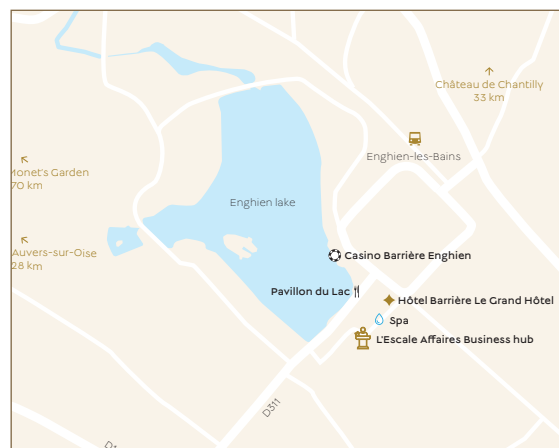 Château de Chantilly
33 km
Enghien-les-Bains
Monet's Garden
70 km
Enghien lake
Auvers-sur-Oise
28 km
Casino Barrière Enghien
Pavillon du Lac
Hôtel Barrière Le Grand Hôtel
Spa
L'Escale Affaires Business hub
D311